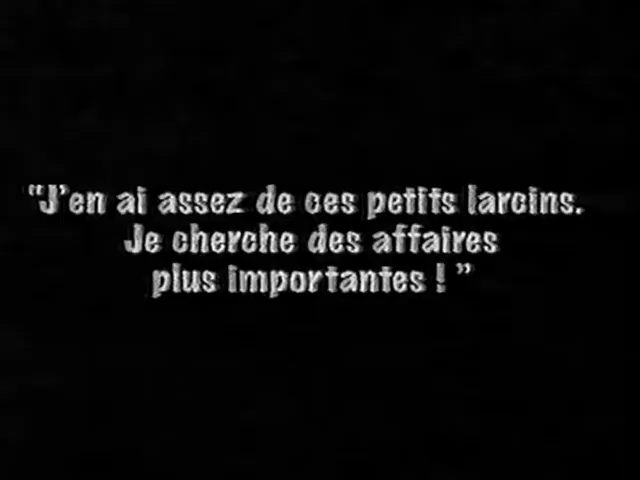 "J'en ai assez de ces petits larcins.
Je cherche des affaires
plus importantes ! "